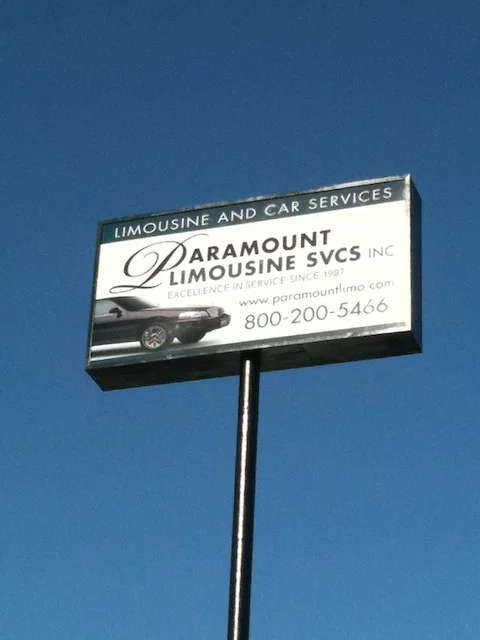 LIMOUSINE AND CAR SERVICES
PARAMOUNT
LIMOUSINE SVCS INC
EXCELLENCE IN SERVICE SINCE 1987
www.paramountlimo.com
800-200-5466